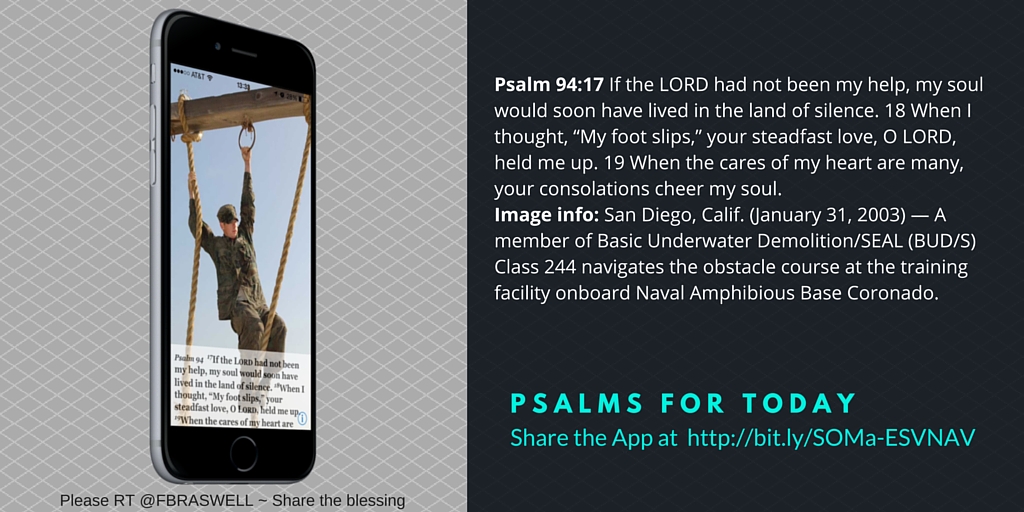 AT&T 13:33
Psalm 94 17If the LORD had not been
my help, my soul would soon have
lived in the land of silence. 18When I
thought, “My foot slips,” your
steadfast love, O LORD, held me up.
19When the cares of my heart are
Please RT @FBRASWELL ~ Share the blessing
Psalm 94:17 If the LORD had not been my help, my soul
would soon have lived in the land of silence. 18 When I
thought, “My foot slips,” your steadfast love, O LORD,
held me up. 19 When the cares of my heart are many,
your consolations cheer my soul.
Image info: San Diego, Calif. (January 31, 2003) — A
member of Basic Underwater Demolition/SEAL (BUD/S)
Class 244 navigates the obstacle course at the training
facility onboard Naval Amphibious Base Coronado.
PSALMS FOR TODAY
Share the App at http://bit.ly/SOMa-ESVNAV